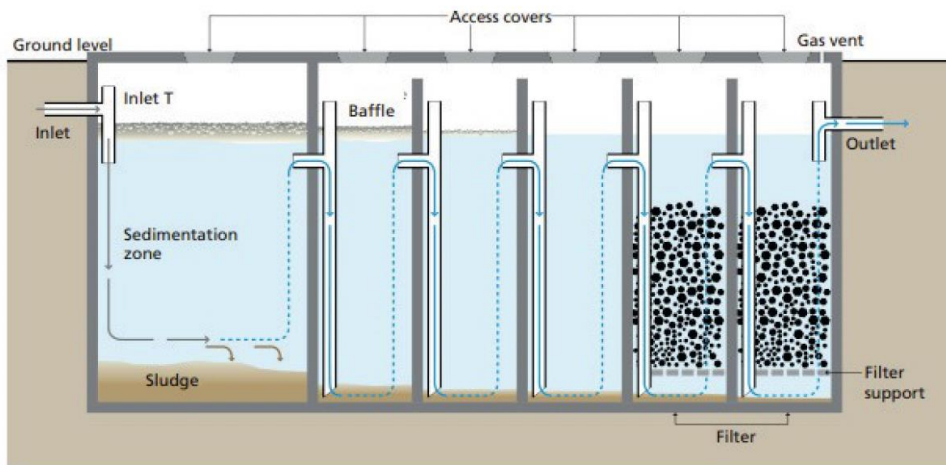 Access covers
Ground level
Gas vent
Inlet T
Baffle
Inlet
Outlet
Sedimentation
zone
Sludge
Filter
support
Filter